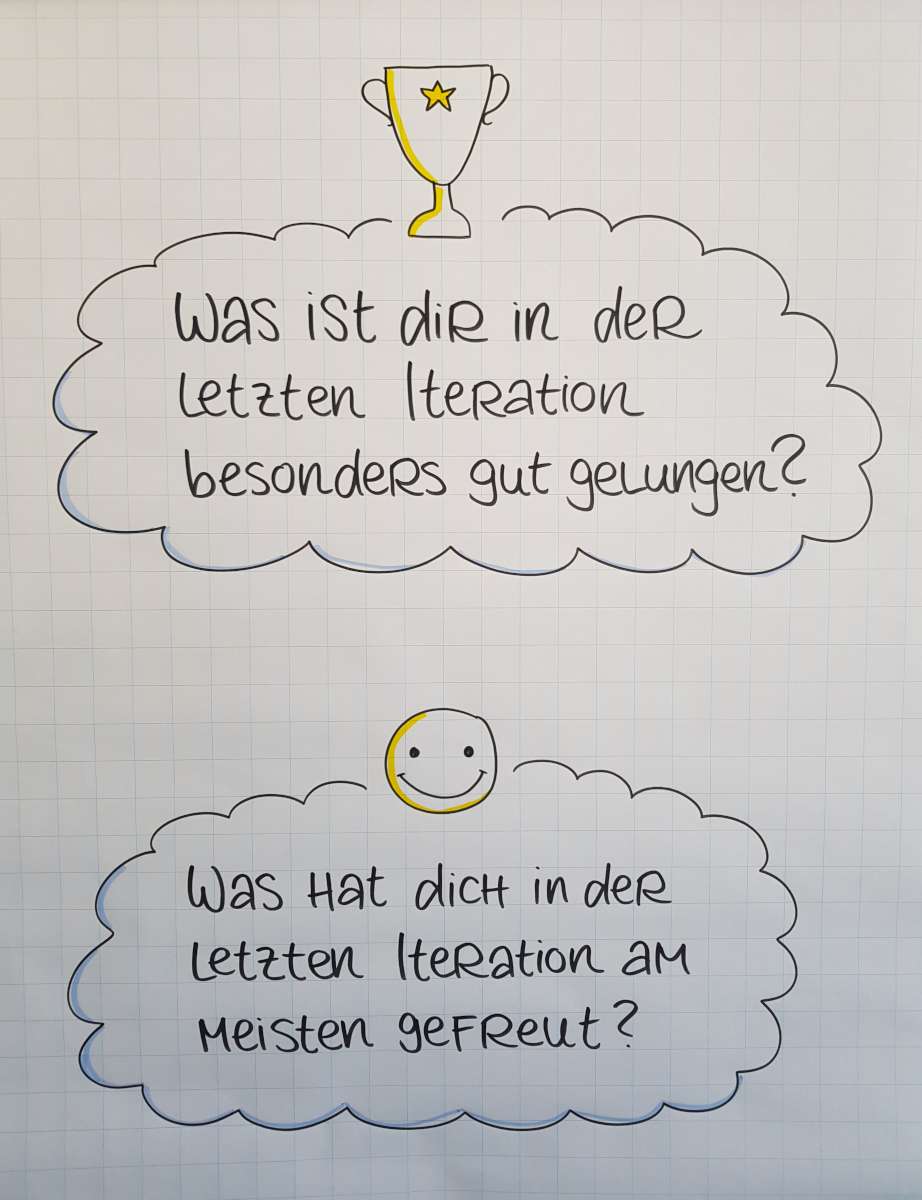 Was ist dir in der
letzten Iteration
besonders gut gelungen?
Was hat dich in der
letzten Iteration am
meisten gefreut?